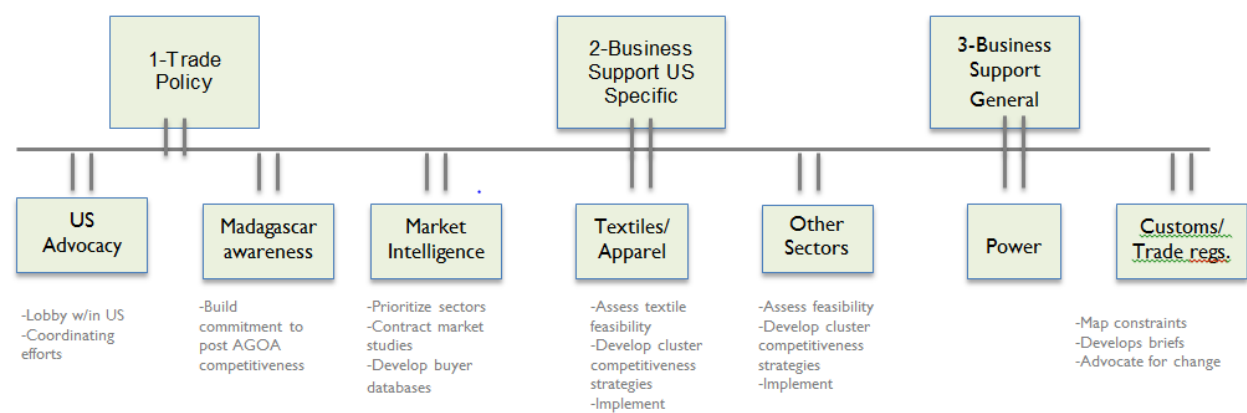 1-Trade
Policy
2-Business
Support US
Specific
3-Business
Support
General
US
Advocacy
Madagascar
awareness
Market
Intelligence
Textiles/
Apparel
Other
Sectors
Power
Customs/
Trade regs.
-Lobby w/in US
-Coordinating
efforts
-Build
commitment to
post AGOA
competitiveness
-Prioritize sectors
-Contract market
studies
-Develop buyer
databases
-Assess textile
feasibility
-Develop cluster
competitiveness
strategies
-Implement
-Assess feasibility
-Develop cluster
competitiveness
strategies
-Implement
-Map constraints
-Develops briefs
-Advocate for change